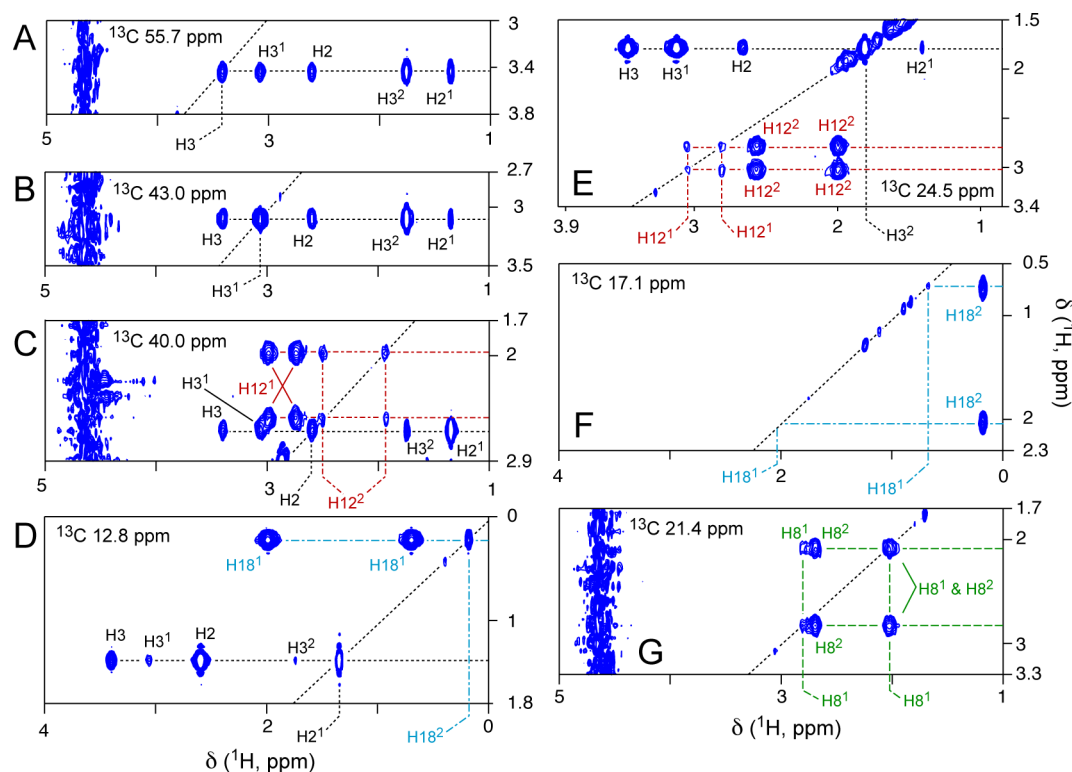 A
¹³C 55.7 ppm
H3¹
H2
H3²
H2¹
H3
3
3.4
3.8
5
3
1
B
¹³C 43.0 ppm
H3
H2
H3²
H2¹
H3¹
2.7
3
3.5
5
3
1
C
¹³C 40.0 ppm
H12¹
H3¹
H3
H3²
H2¹
H2
H12²
1.7
2
2.9
5
3
1
D
¹³C 12.8 ppm
H18¹
H18¹
H3
H3¹
H2
H3²
H2¹
H18²
0
1
1.8
4
2
0
δ (¹H, ppm)
E
H3
H3¹
H2
H2¹
H12²
H12²
H12²
H12²
¹³C 24.5 ppm
H12¹
H12¹
H3²
1.5
2
3
3.4
3.9
3
2
1
F
¹³C 17.1 ppm
H18²
H18²
H18¹
H18¹
0.5
1
2
2.3
4
2
0
δ (¹H, ppm)
G
¹³C 21.4 ppm
H8¹
H8²
H8¹ & H8²
H8²
H8¹
H8¹
1.7
2
3
3.3
5
3
1
δ (¹H, ppm)